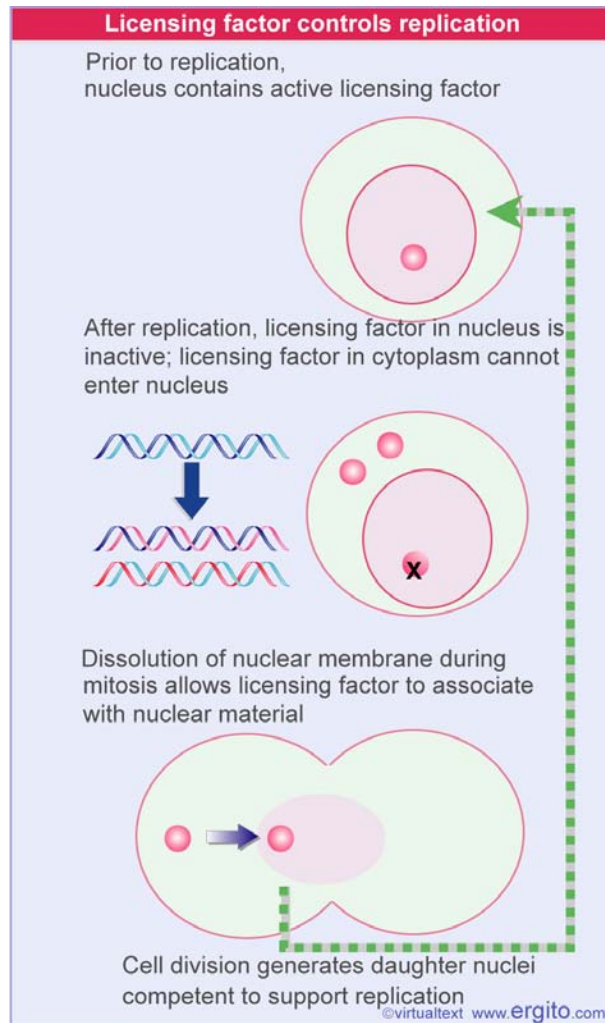 Licensing factor controls replication
Prior to replication,
nucleus contains active licensing factor
After replication, licensing factor in nucleus is
inactive; licensing factor in cytoplasm cannot
enter nucleus
X
Dissolution of nuclear membrane during
mitosis allows licensing factor to associate
with nuclear material
Cell division generates daughter nuclei
competent to support replication
©virtualtext www.ergito.com